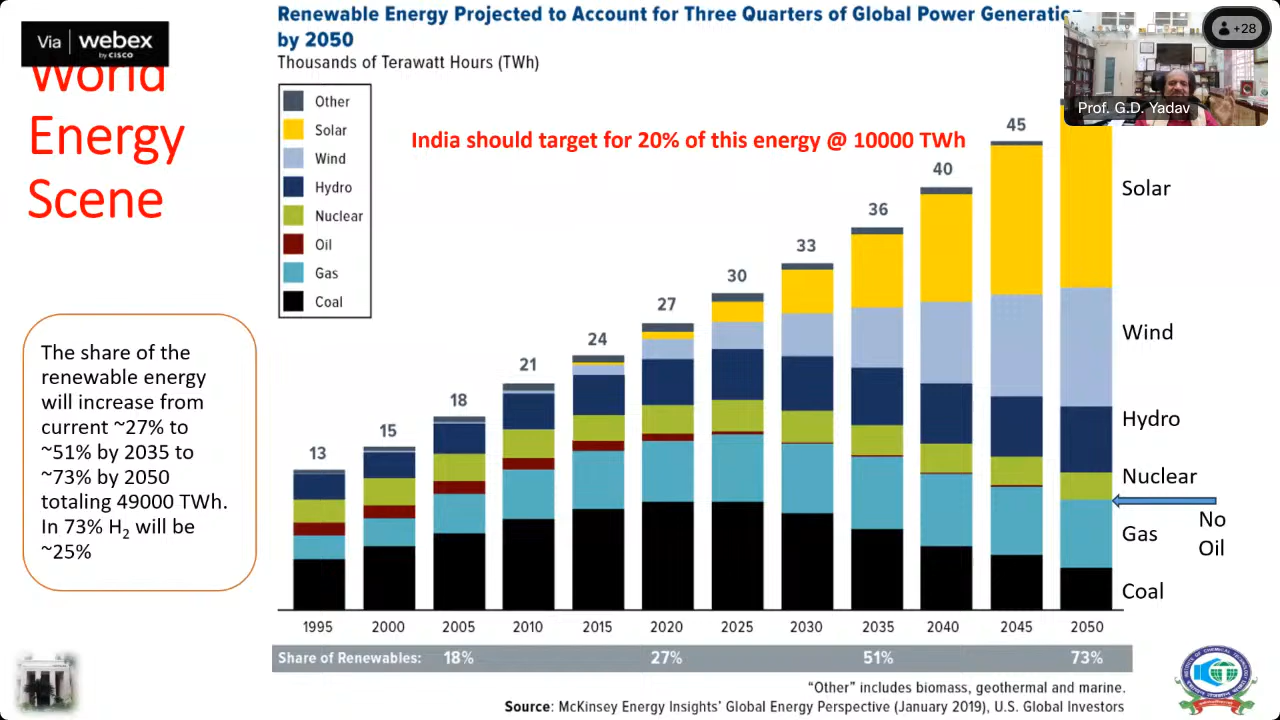 Via webex
by CISCO
World
Energy
Scene
Renewable Energy Projected to Account for Three Quarters of Global Power Generation
by 2050
Thousands of Terawatt Hours (TWh)
+28
Prof. G.D. Yadav
Other
Solar
Wind
Hydro
Nuclear
Oil
Gas
Coal
India should target for 20% of this energy @ 10000 TWh
13
15
18
21
24
27
30
33
36
40
45
Solar
Wind
Hydro
Nuclear
Gas
Coal
No
Oil
The share of the
renewable energy
will increase from
current ~27% to
~51% by 2035 to
~73% by 2050
totaling 49000 TWh.
In 73% H₂ will be
~25%
1995 2000 2005 2010 2015 2020 2025 2030 2035 2040 2045 2050
Share of Renewables: 18% 27% 51% 73%
“Other” includes biomass, geothermal and marine.
Source: McKinsey Energy Insights’ Global Energy Perspective (January 2019), U.S. Global Investors